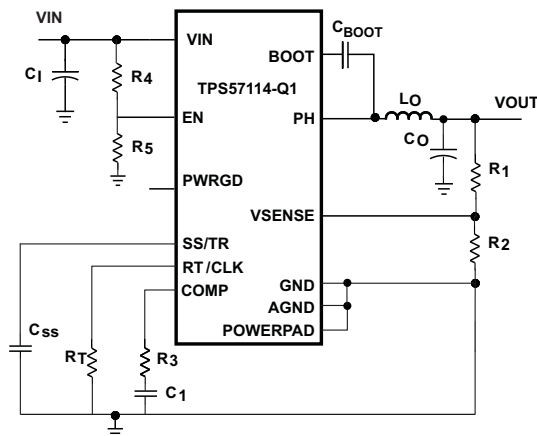 VIN
VIN
CBOOT
BOOT
CI
R4
TPS57114-Q1
LO
VOUT
EN
PH
CO
R5
R1
PWRGD
VSENSE
R2
SS/TR
RT/CLK
GND
COMP
AGND
POWERPAD
Css
RT
R3
C1